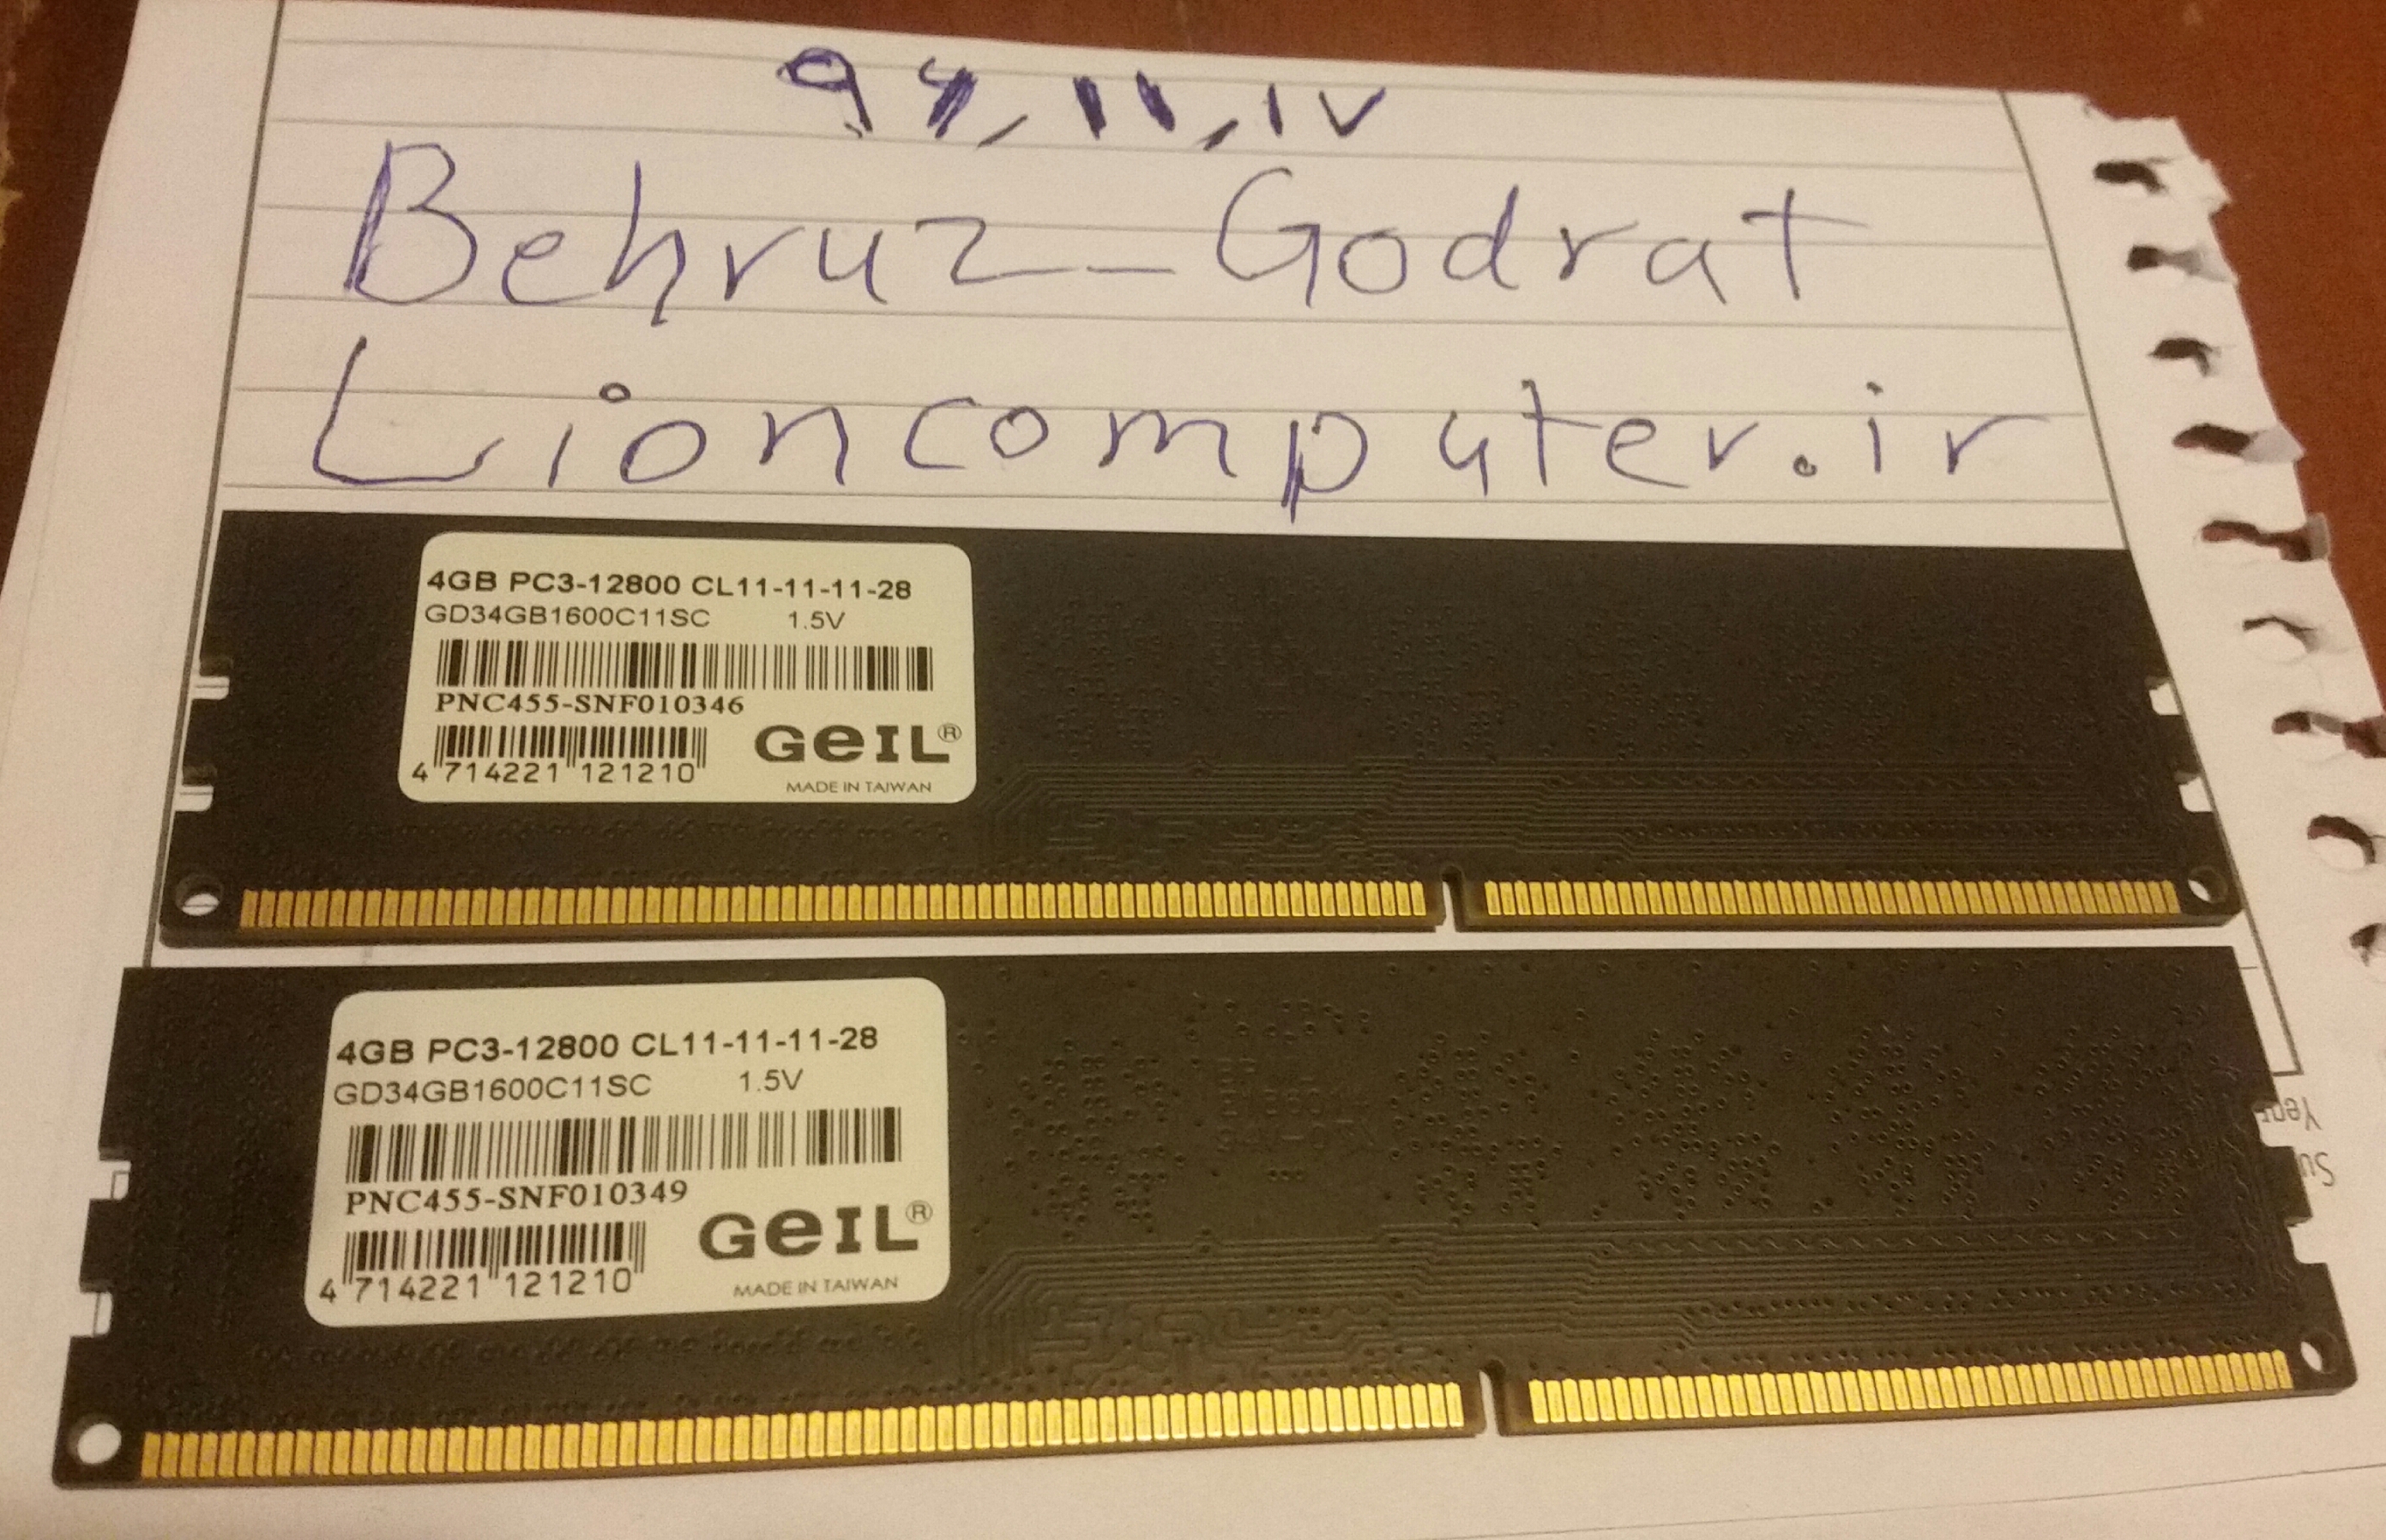 ۹۴,۱۱,۱۷
Behruz_Godrat
Lioncomputer.ir
4GB PC3-12800 CL11-11-11-28
GD34GB1600C11SC 1.5V
PNC455-SNF010346
GeIL®
4 714221 121210
MADE IN TAIWAN
4GB PC3-12800 CL11-11-11-28
GD34GB1600C11SC 1.5V
PNC455-SNF010349
GeIL®
4 714221 121210
MADE IN TAIWAN